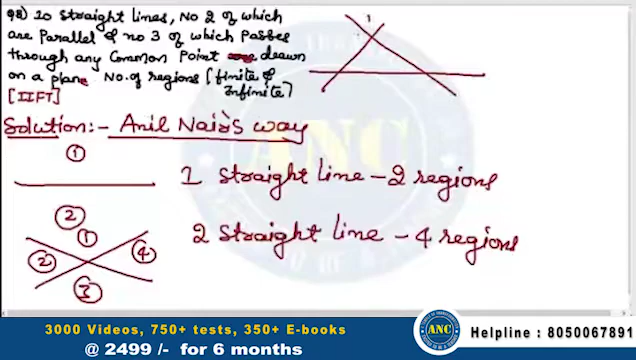 Q8) 10 Straight lines, No 2 of which
are Parallel & no 3 of which Passes
through any Common Point drawn
on a plane No. of regions (finite &
Infinite)
[IIFT]
Solution:- Anil Nair's way
①
1 Straight line - 2 regions
②
2 Straight line - 4 regions
①
② ④
③
1
ANC
3000 Videos, 750+ tests, 350+ E-books
@ 2499 /- for 6 months
ANC
Helpline : 8050067891